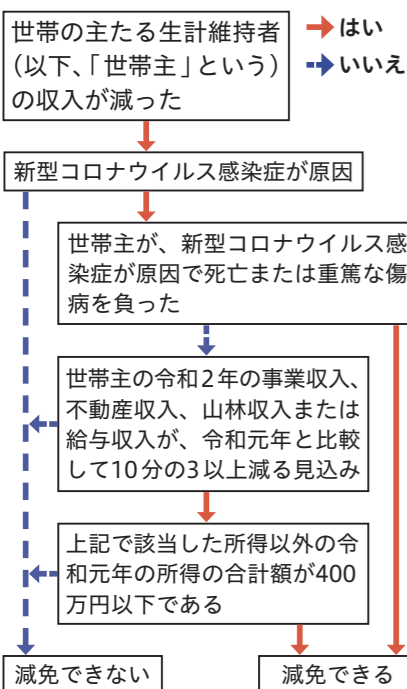 世帯の主たる生計維持者
(以下、「世帯主」という)
の収入が減った
はい
いいえ
新型コロナウイルス感染症が原因
世帯主が、新型コロナウイルス感
染症が原因で死亡または重篤な傷
病を負った
世帯主の令和2年の事業収入、
不動産収入、山林収入または
給与収入が、令和元年と比較
して10分の3以上減る見込み
上記で該当した所得以外の令
和元年の所得の合計額が400
万円以下である
減免できない
減免できる